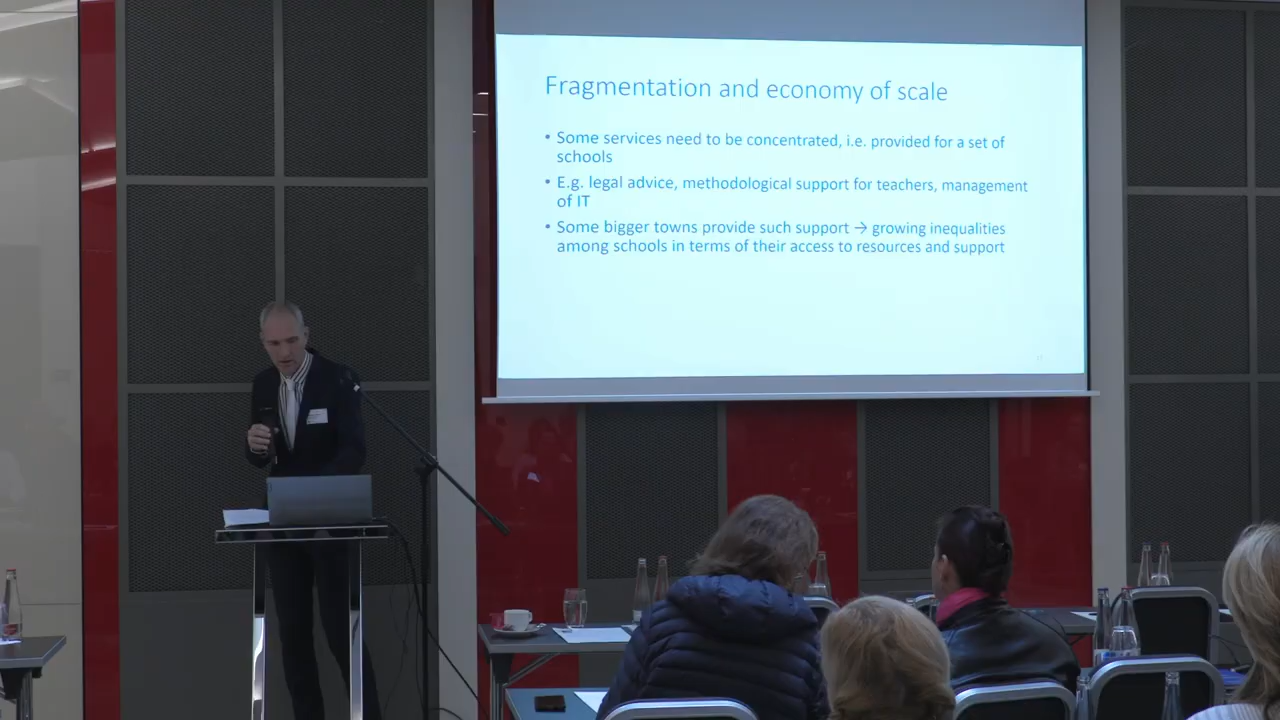 Fragmentation and economy of scale
• Some services need to be concentrated, i.e. provided for a set of
schools
• E.g. legal advice, methodological support for teachers, management
of IT
• Some bigger towns provide such support → growing inequalities
among schools in terms of their access to resources and support